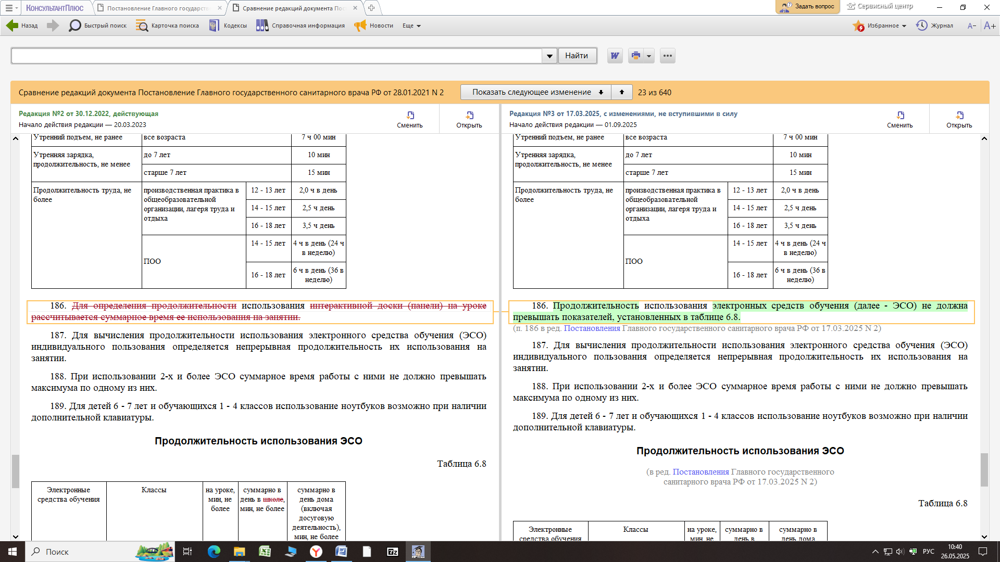 КонсультантПлюс
Постановление Главного государст
Сравнение редакций документа Пос
Задать вопрос
Сервисный центр
Назад
Быстрый поиск
Карточка поиска
Кодексы
Справочная информация
Новости
Еще
Избранное
Журнал
A−
A+
Найти
W
Сравнение редакций документа Постановление Главного государственного санитарного врача РФ от 28.01.2021 N 2
Показать следующее изменение
23 из 640
Редакция №2 от 30.12.2022, действующая
Начало действия редакции — 20.03.2023
Сменить
Открыть
Утренний подъем, не ранее
все возраста
7 ч 00 мин
Утренняя зарядка,
продолжительность, не менее
до 7 лет
10 мин
старше 7 лет
15 мин
Продолжительность труда, не
более
производственная практика в
общеобразовательной
организации, лагеря труда и
отдыха
12 - 13 лет
2,0 ч в день
14 - 15 лет
2,5 ч день
16 - 18 лет
3,5 ч день
ПОО
14 - 15 лет
4 ч в день (24 ч
в неделю)
16 - 18 лет
6 ч в день (36 в
неделю)
186. Для определения продолжительности использования интерактивной доски (панели) на уроке
рассчитывается суммарное время ее использования на занятии.
187. Для вычисления продолжительности использования электронного средства обучения (ЭСО)
индивидуального пользования определяется непрерывная продолжительность их использования на
занятии.
188. При использовании 2-х и более ЭСО суммарное время работы с ними не должно превышать
максимума по одному из них.
189. Для детей 6 - 7 лет и обучающихся 1 - 4 классов использование ноутбуков возможно при наличии
дополнительной клавиатуры.
Продолжительность использования ЭСО
Таблица 6.8
Электронные
средства обучения
Классы
на уроке,
мин, не
более
суммарно в
день в школе,
мин, не более
суммарно в
день дома
(включая
досуговую
деятельность),
мин, не более
Редакция №3 от 17.03.2025, с изменениями, не вступившими в силу
Начало действия редакции — 01.09.2025
Сменить
Открыть
Утренний подъем, не ранее
все возраста
7 ч 00 мин
Утренняя зарядка,
продолжительность, не менее
до 7 лет
10 мин
старше 7 лет
15 мин
Продолжительность труда, не
более
производственная практика в
общеобразовательной
организации, лагеря труда и
отдыха
12 - 13 лет
2,0 ч в день
14 - 15 лет
2,5 ч день
16 - 18 лет
3,5 ч день
ПОО
14 - 15 лет
4 ч в день (24 ч
в неделю)
16 - 18 лет
6 ч в день (36 в
неделю)
186. Продолжительность использования электронных средств обучения (далее - ЭСО) не должна
превышать показателей, установленных в таблице 6.8.
(п. 186 в ред. Постановления Главного государственного санитарного врача РФ от 17.03.2025 N 2)
187. Для вычисления продолжительности использования электронного средства обучения (ЭСО)
индивидуального пользования определяется непрерывная продолжительность их использования на
занятии.
188. При использовании 2-х и более ЭСО суммарное время работы с ними не должно превышать
максимума по одному из них.
189. Для детей 6 - 7 лет и обучающихся 1 - 4 классов использование ноутбуков возможно при наличии
дополнительной клавиатуры.
Продолжительность использования ЭСО
(в ред. Постановления Главного государственного
санитарного врача РФ от 17.03.2025 N 2)
Таблица 6.8
Электронные
средства обучения
Классы
на уроке,
мин, не
суммарно в
день в
суммарно в
день дома
Поиск
7z
РУС
10:40
26.05.2025